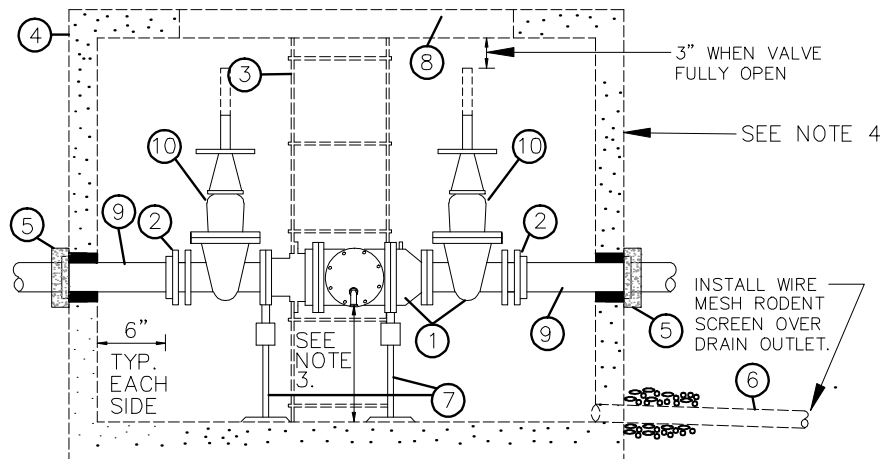 4
3
8
3" WHEN VALVE
FULLY OPEN
SEE NOTE 4
10
10
5
9
2
2
9
5
6"
TYP.
EACH
SIDE
SEE
NOTE
3.
1
7
INSTALL WIRE
MESH RODENT
SCREEN OVER
DRAIN OUTLET.
6